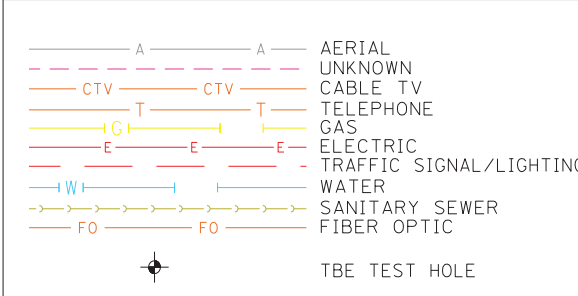 A A AERIAL
UNKNOWN
CTV CTV CABLE TV
T T TELEPHONE
G GAS
E E E ELECTRIC
TRAFFIC SIGNAL/LIGHTING
W WATER
SANITARY SEWER
FO FO FIBER OPTIC
TBE TEST HOLE